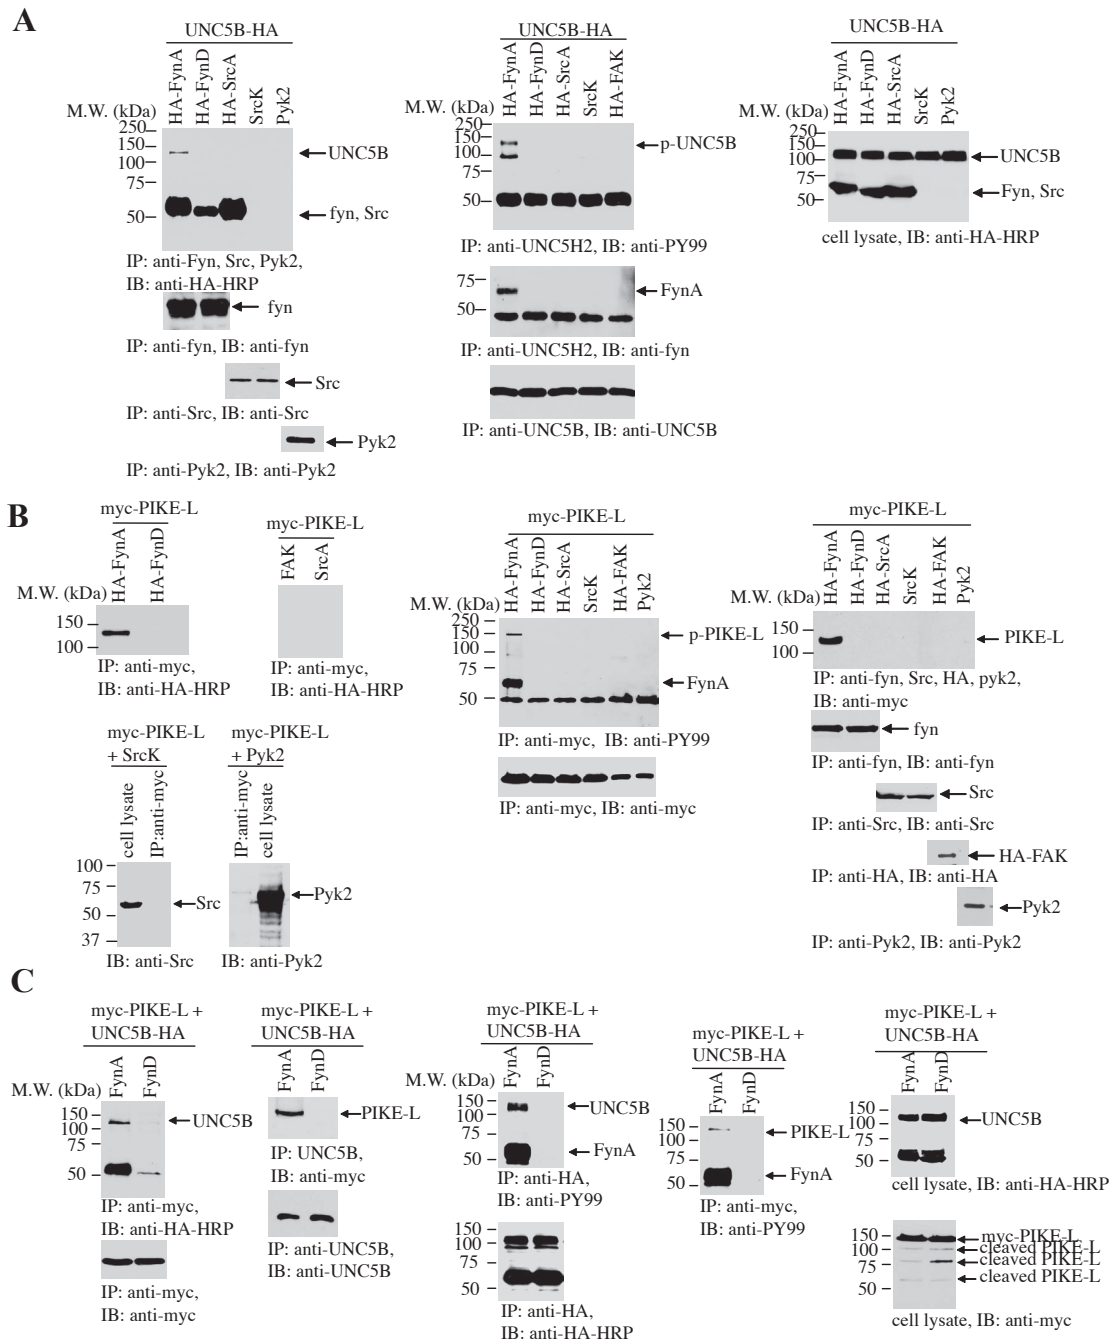 A
UNC5B-HA
HA-FynA
HA-FynD
HA-SrcA
SrcK
Pyk2
M.W. (kDa)
250
150
100
75
50
UNC5B
fyn, Src
IP: anti-Fyn, Src, Pyk2,
IB: anti-HA-HRP
fyn
IP: anti-fyn, IB: anti-fyn
Src
IP: anti-Src, IB: anti-Src
Pyk2
IP: anti-Pyk2, IB: anti-Pyk2
UNC5B-HA
HA-FynA
HA-FynD
HA-SrcA
SrcK
HA-FAK
M.W. (kDa)
250
150
100
75
50
p-UNC5B
IP: anti-UNC5H2, IB: anti-PY99
75
50
FynA
IP: anti-UNC5H2, IB: anti-fyn
IP: anti-UNC5B, IB: anti-UNC5B
UNC5B-HA
HA-FynA
HA-FynD
HA-SrcA
SrcK
Pyk2
M.W. (kDa)
250
150
100
75
50
UNC5B
Fyn, Src
cell lysate, IB: anti-HA-HRP
B
myc-PIKE-L
HA-FynA
HA-FynD
M.W. (kDa)
150
100
IP: anti-myc,
IB: anti-HA-HRP
myc-PIKE-L
FAK
SrcA
IP: anti-myc,
IB: anti-HA-HRP
myc-PIKE-L
+ SrcK
cell lysate
IP:anti-myc
100
75
50
37
Src
IB: anti-Src
myc-PIKE-L
+ Pyk2
IP:anti-myc
cell lysate
Pyk2
IB: anti-Pyk2
myc-PIKE-L
HA-FynA
HA-FynD
HA-SrcA
SrcK
HA-FAK
Pyk2
M.W. (kDa)
250
150
100
75
50
p-PIKE-L
FynA
IP: anti-myc, IB: anti-PY99
IP: anti-myc, IB: anti-myc
myc-PIKE-L
HA-FynA
HA-FynD
HA-SrcA
SrcK
HA-FAK
Pyk2
M.W. (kDa)
150
100
PIKE-L
IP: anti-fyn, Src, HA, pyk2,
IB: anti-myc
fyn
IP: anti-fyn, IB: anti-fyn
Src
IP: anti-Src, IB: anti-Src
HA-FAK
IP: anti-HA, IB: anti-HA
Pyk2
IP: anti-Pyk2, IB: anti-Pyk2
C
myc-PIKE-L +
UNC5B-HA
FynA
FynD
M.W. (kDa)
150
100
75
50
UNC5B
IP: anti-myc,
IB: anti-HA-HRP
IP: anti-myc,
IB: anti-myc
myc-PIKE-L +
UNC5B-HA
FynA
FynD
PIKE-L
IP: UNC5B,
IB: anti-myc
IP: anti-UNC5B,
IB: anti-UNC5B
myc-PIKE-L +
UNC5B-HA
FynA
FynD
M.W. (kDa)
150
100
75
50
UNC5B
FynA
IP: anti-HA,
IB: anti-PY99
150
100
75
50
IP: anti-HA,
IB: anti-HA-HRP
myc-PIKE-L +
UNC5B-HA
FynA
FynD
150
100
75
50
PIKE-L
FynA
IP: anti-myc,
IB: anti-PY99
myc-PIKE-L +
UNC5B-HA
FynA
FynD
150
100
75
50
UNC5B
cell lysate, IB: anti-HA-HRP
150
100
75
50
myc-PIKE-L
cleaved PIKE-L
cleaved PIKE-L
cleaved PIKE-L
cell lysate, IB: anti-myc